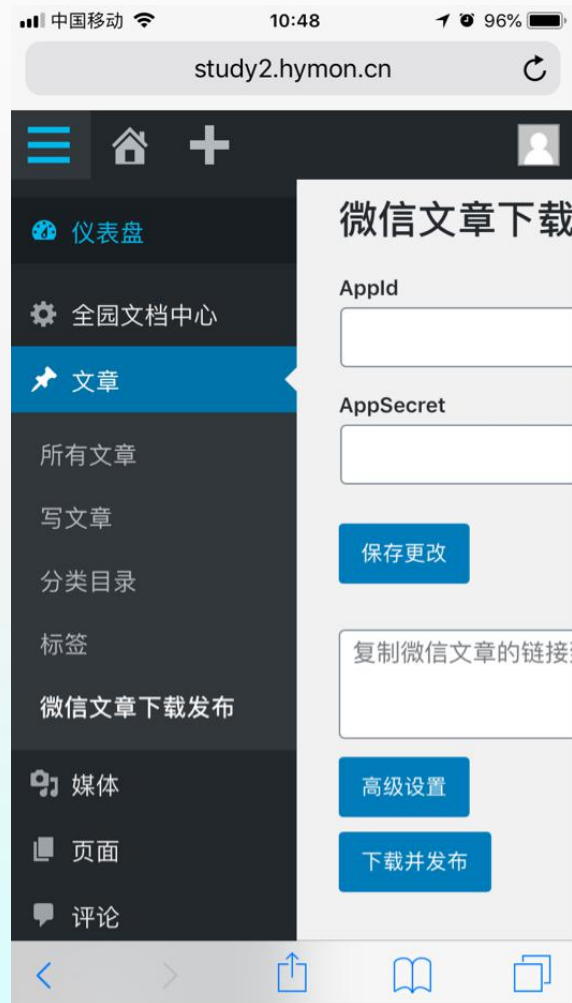 中国移动 10:48 96%
study2.hymon.cn
仪表盘
全园文档中心
文章
所有文章
写文章
分类目录
标签
微信文章下载发布
媒体
页面
评论
微信文章下载
AppId
AppSecret
保存更改
复制微信文章的链接
高级设置
下载并发布